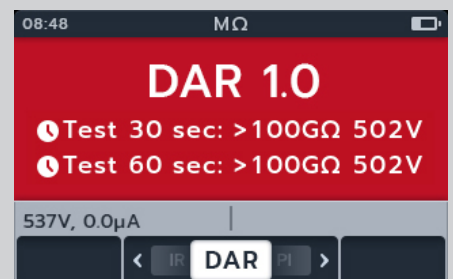 08:48 MΩ
DAR 1.0
Test 30 sec: >100GΩ 502V
Test 60 sec: >100GΩ 502V
537V, 0.0µA
< IR DAR PI >